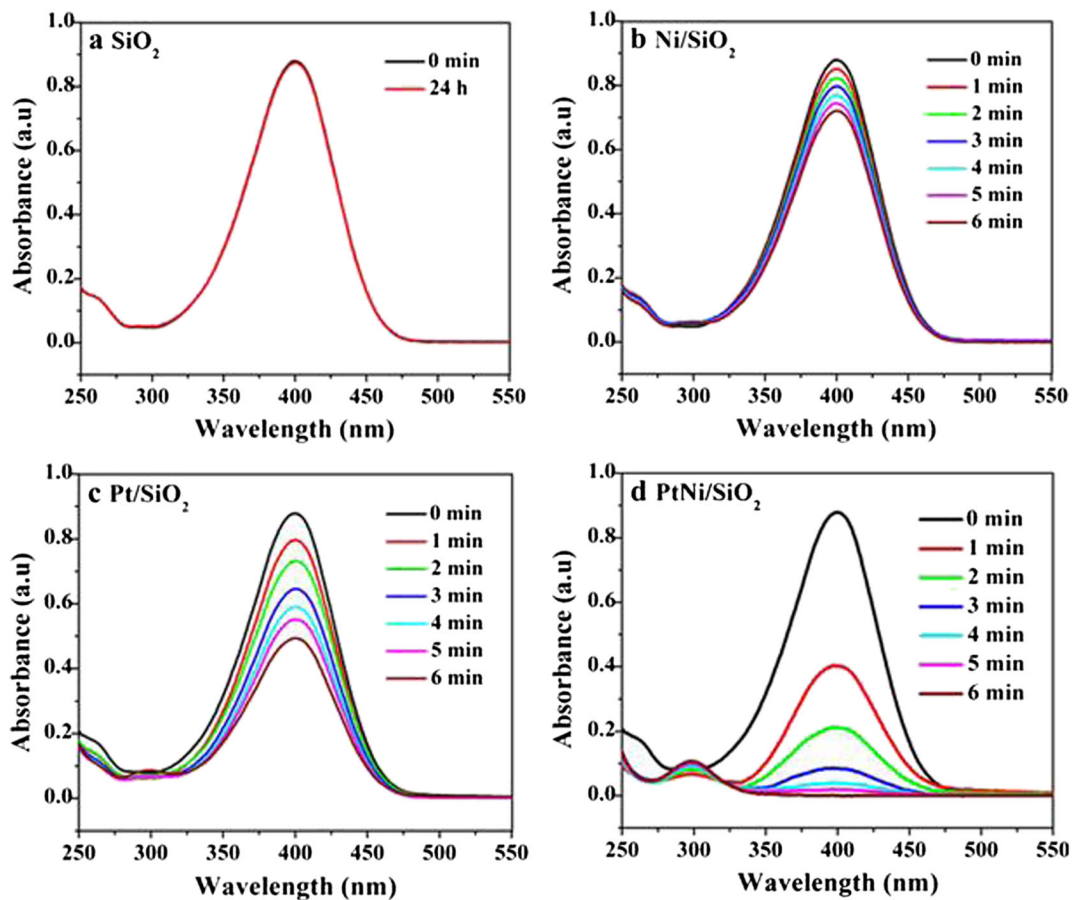 a SiO₂
0 min
24 h
1.0
0.8
0.6
0.4
0.2
0.0
Absorbance (a.u)
250 300 350 400 450 500 550
Wavelength (nm)
b Ni/SiO₂
0 min
1 min
2 min
3 min
4 min
5 min
6 min
1.0
0.8
0.6
0.4
0.2
0.0
Absorbance (a.u)
250 300 350 400 450 500 550
Wavelength (nm)
c Pt/SiO₂
0 min
1 min
2 min
3 min
4 min
5 min
6 min
1.0
0.8
0.6
0.4
0.2
0.0
Absorbance (a.u)
250 300 350 400 450 500 550
Wavelength (nm)
d PtNi/SiO₂
0 min
1 min
2 min
3 min
4 min
5 min
6 min
1.0
0.8
0.6
0.4
0.2
0.0
Absorbance (a.u)
250 300 350 400 450 500 550
Wavelength (nm)